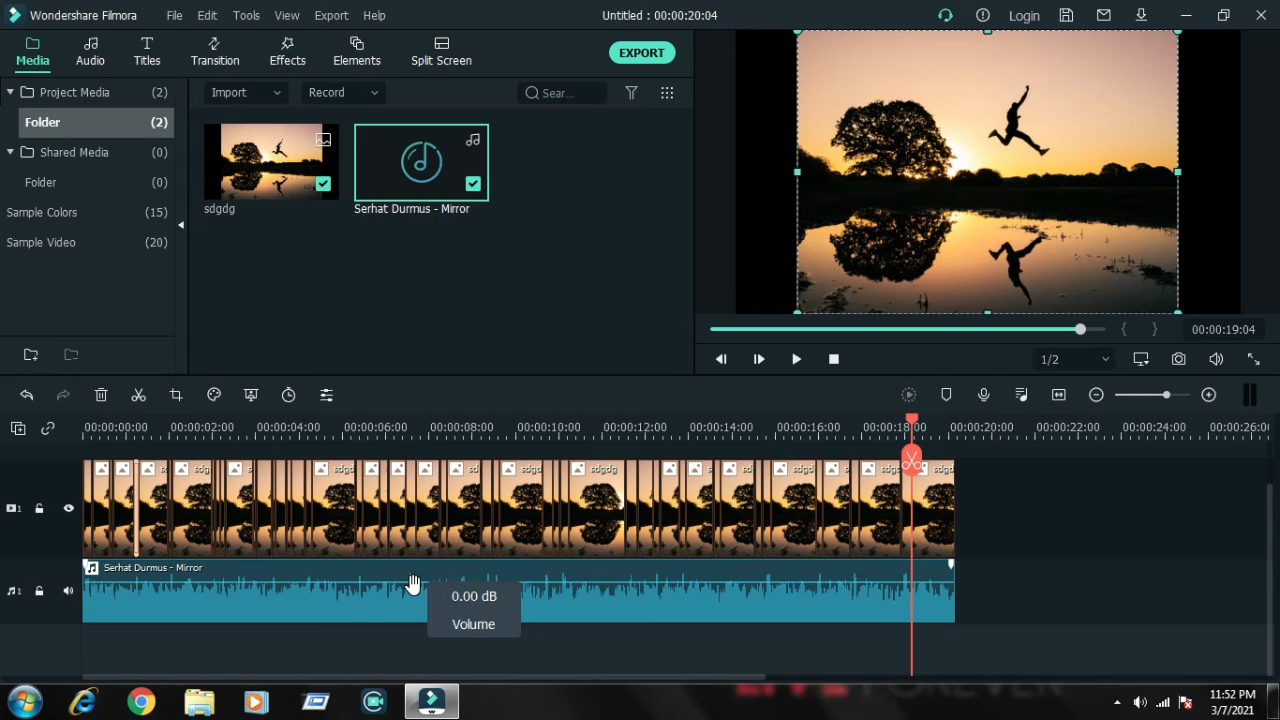 Wondershare Filmora
File Edit Tools View Export Help
Untitled : 00:00:20:04
Login
Media Audio Titles Transition Effects Elements Split Screen
EXPORT
Project Media (2)
Folder (2)
Shared Media (0)
Folder (0)
Sample Colors (15)
Sample Video (20)
Import Record Sear...
sdgdg
Serhat Durmus - Mirror
00:00:19:04
1/2
00:00:00:00 00:00:02:00 00:00:04:00 00:00:06:00 00:00:08:00 00:00:10:00 00:00:12:00 00:00:14:00 00:00:16:00 00:00:18:00 00:00:20:00 00:00:22:00 00:00:24:00 00:00:26:0
1
Serhat Durmus - Mirror
1
0.00 dB
Volume
11:52 PM
3/7/2021